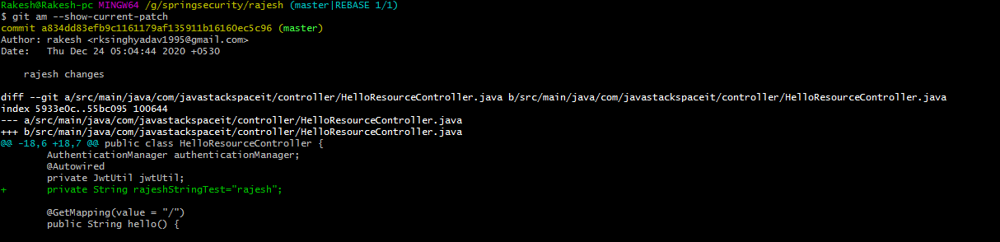 Rakesh@Rakesh-pc MINGW64 /g/springsecurity/rajesh (master|REBASE 1/1)
$ git am --show-current-patch
commit a834dd83efb9c1161179af135911b16160ec5c96 (master)
Author: rakesh <rksinghyadav1995@gmail.com>
Date:   Thu Dec 24 05:04:44 2020 +0530
    rajesh changes
diff --git a/src/main/java/com/javastackspaceit/controller/HelloResourceController.java b/src/main/java/com/javastackspaceit/controller/HelloResourceController.java
index 5933e0c..55bc095 100644
--- a/src/main/java/com/javastackspaceit/controller/HelloResourceController.java
+++ b/src/main/java/com/javastackspaceit/controller/HelloResourceController.java
@@ -18,6 +18,7 @@ public class HelloResourceController {
        AuthenticationManager authenticationManager;
        @Autowired
        private JwtUtil jwtUtil;
+       private String rajeshStringTest="rajesh";
        @GetMapping(value = "/")
        public String hello() {